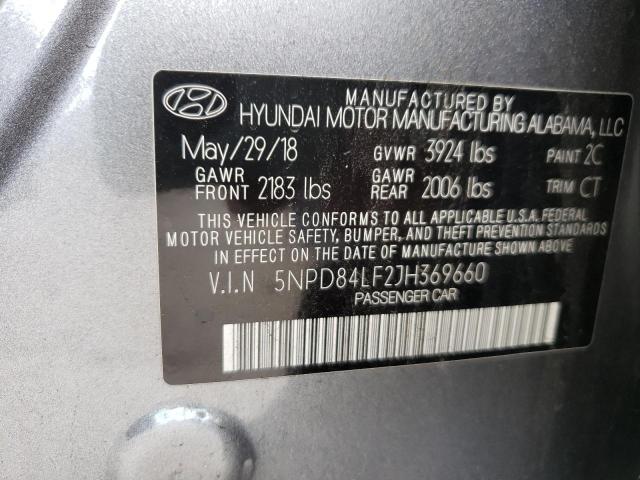 MANUFACTURED BY
HYUNDAI MOTOR MANUFACTURING ALABAMA, LLC
May/29/18 GVWR 3924 lbs PAINT 2C
GAWR FRONT 2183 lbs GAWR REAR 2006 lbs TRIM CT
THIS VEHICLE CONFORMS TO ALL APPLICABLE U.S.A. FEDERAL
MOTOR VEHICLE SAFETY, BUMPER, AND THEFT PREVENTION STANDARDS
IN EFFECT ON THE DATE OF MANUFACTURE SHOWN ABOVE.
V.I.N 5NPD84LF2JH369660
PASSENGER CAR